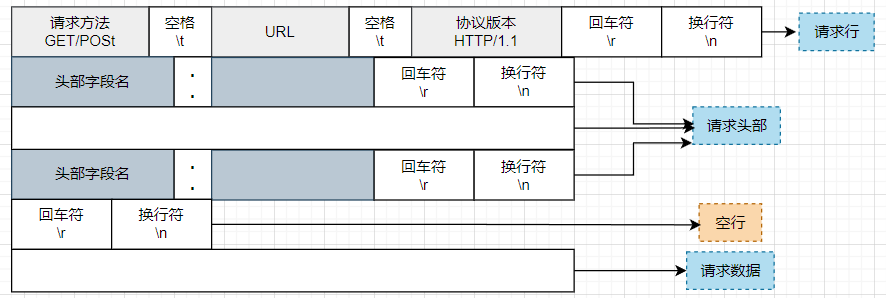 请求方法
GET/POSt
空格
\t
URL
空格
\t
协议版本
HTTP/1.1
回车符
\r
换行符
\n
请求行
头部字段名
:
回车符
\r
换行符
\n
请求头部
头部字段名
:
回车符
\r
换行符
\n
回车符
\r
换行符
\n
空行
请求数据